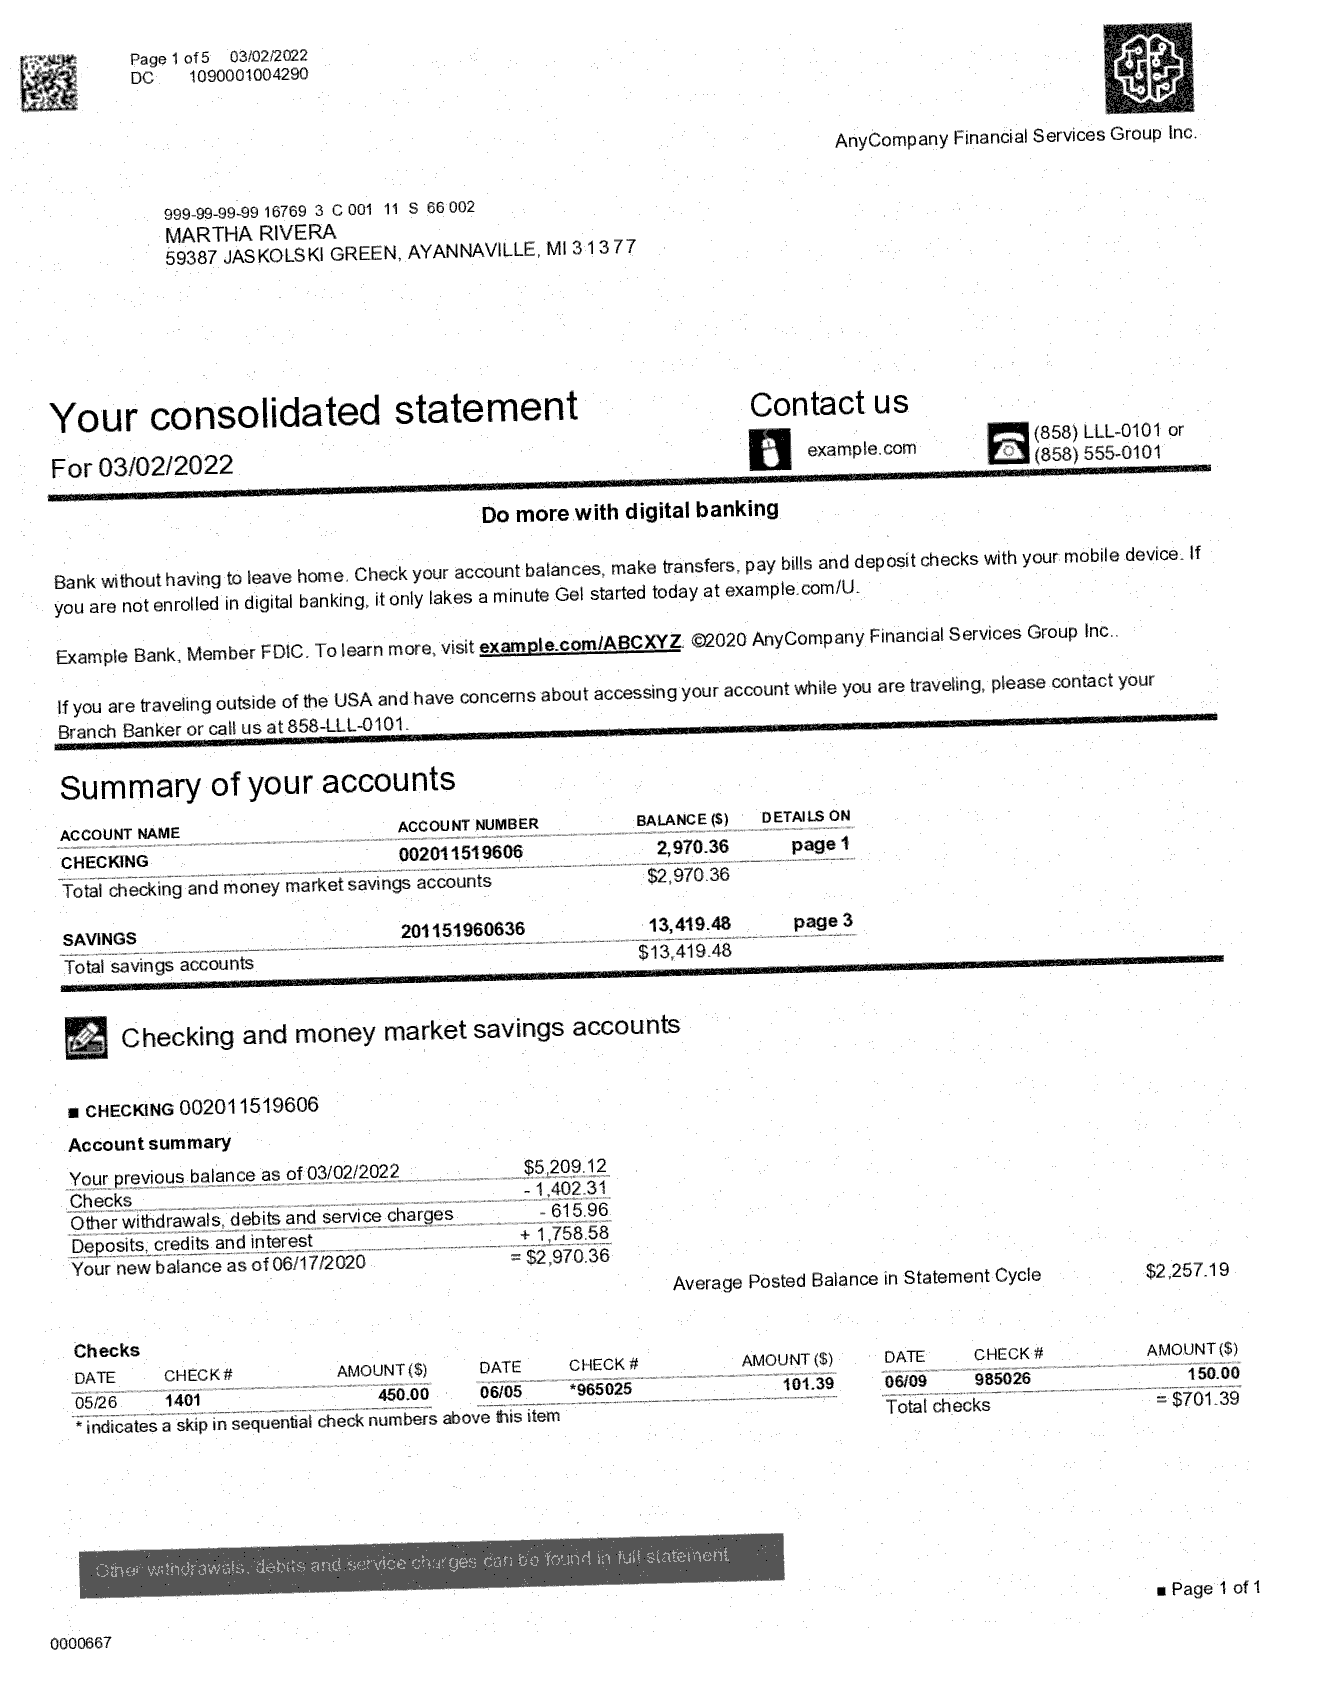 Page 1 of 5 03/02/2022
DC 1090001004290
AnyCompany Financial Services Group Inc.
999-99-99-99 16769 3 C 001 11 S 66 002
MARTHA RIVERA
59387 JASKOLSKI GREEN, AYANNAVILLE, MI 31377
Your consolidated statement
For 03/02/2022
Contact us
example.com
(858) LLL-0101 or
(858) 555-0101
Do more with digital banking
Bank without having to leave home. Check your account balances, make transfers, pay bills and deposit checks with your mobile device. If
you are not enrolled in digital banking, it only lakes a minute Gel started today at example.com/U.
Example Bank, Member FDIC. To learn more, visit example.com/ABCXYZ. ©2020 AnyCompany Financial Services Group Inc..
If you are traveling outside of the USA and have concerns about accessing your account while you are traveling, please contact your
Branch Banker or call us at 858-LLL-0101.
Summary of your accounts
ACCOUNT NAME ACCOUNT NUMBER BALANCE ($) DETAILS ON
CHECKING 002011519606 2,970.36 page 1
Total checking and money market savings accounts $2,970.36
SAVINGS 201151960636 13,419.48 page 3
Total savings accounts $13,419.48
Checking and money market savings accounts
■ CHECKING 002011519606
Account summary
Your previous balance as of 03/02/2022 $5,209.12
Checks - 1,402.31
Other withdrawals, debits and service charges - 615.96
Deposits, credits and interest + 1,758.58
Your new balance as of 06/17/2020 = $2,970.36
Average Posted Balance in Statement Cycle $2,257.19
Checks
DATE CHECK # AMOUNT ($) DATE CHECK # AMOUNT ($) DATE CHECK # AMOUNT ($)
05/26 1401 450.00 06/05 *965025 101.39 06/09 985026 150.00
* indicates a skip in sequential check numbers above this item Total checks = $701.39
Other withdrawals, debits and service charges can be found in full statement
■ Page 1 of 1
0000667